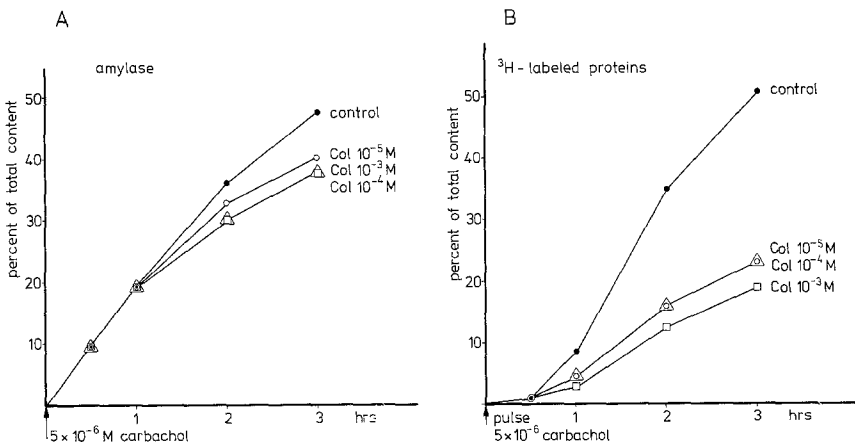 A
amylase
percent of total content
50
40
30
20
10
control
Col 10⁻⁵ M
Col 10⁻³ M
Col 10⁻⁴ M
1 2 3 hrs
5 × 10⁻⁶ M carbachol
B
³H - labeled proteins
percent of total content
50
40
30
20
10
control
Col 10⁻⁵ M
Col 10⁻⁴ M
Col 10⁻³ M
1 2 3 hrs
pulse
5 × 10⁻⁶ carbachol